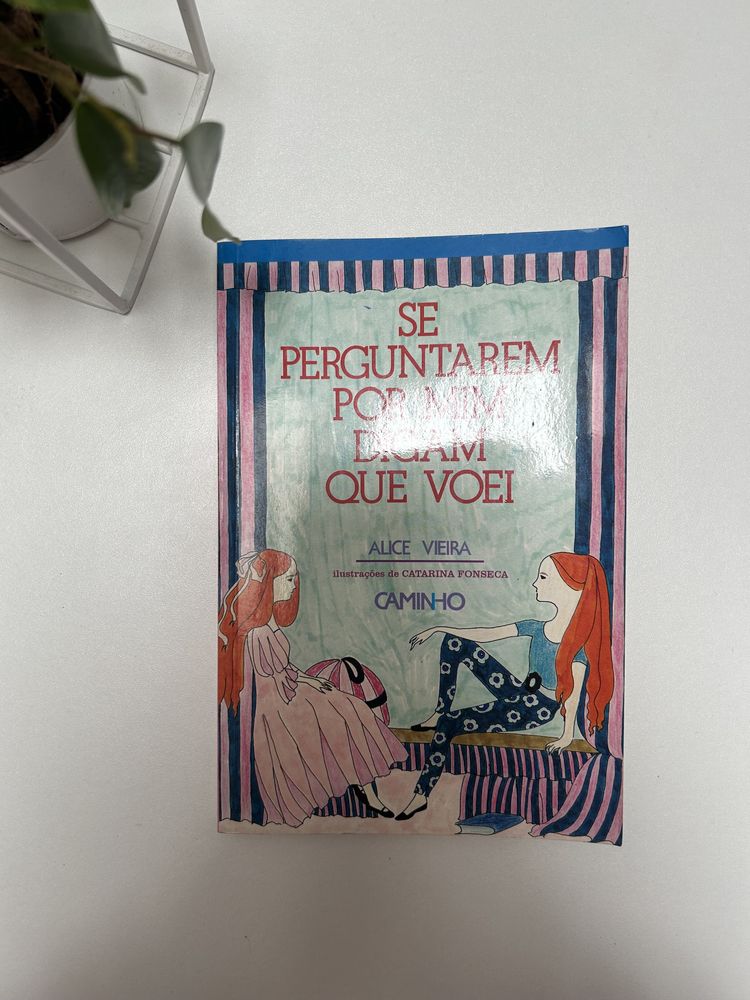 SE
PERGUNTAREM
POR MIM
DIGAM
QUE VOEI
ALICE VIEIRA
ilustrações de CATARINA FONSECA
CAMINHO